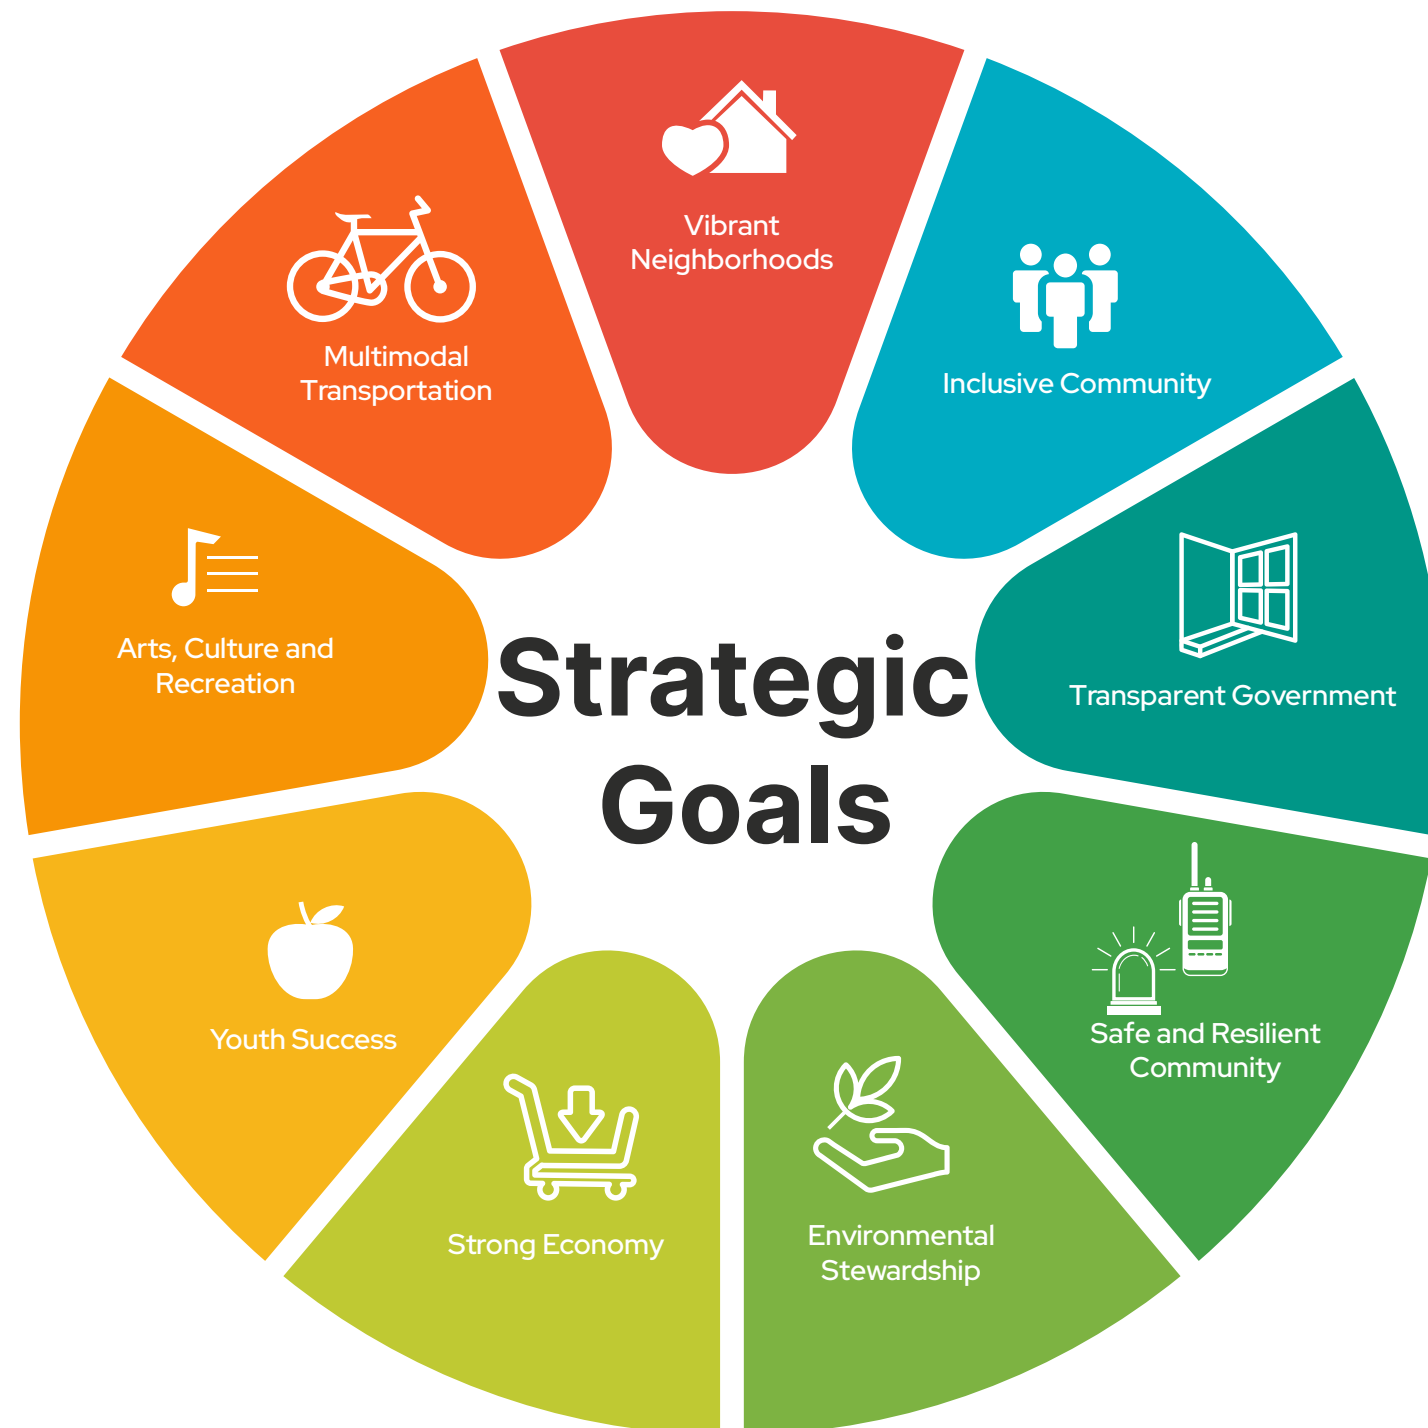 Vibrant
Neighborhoods
Inclusive Community
Transparent Government
Safe and Resilient
Community
Environmental
Stewardship
Strong Economy
Youth Success
Arts, Culture and
Recreation
Multimodal
Transportation
Strategic
Goals